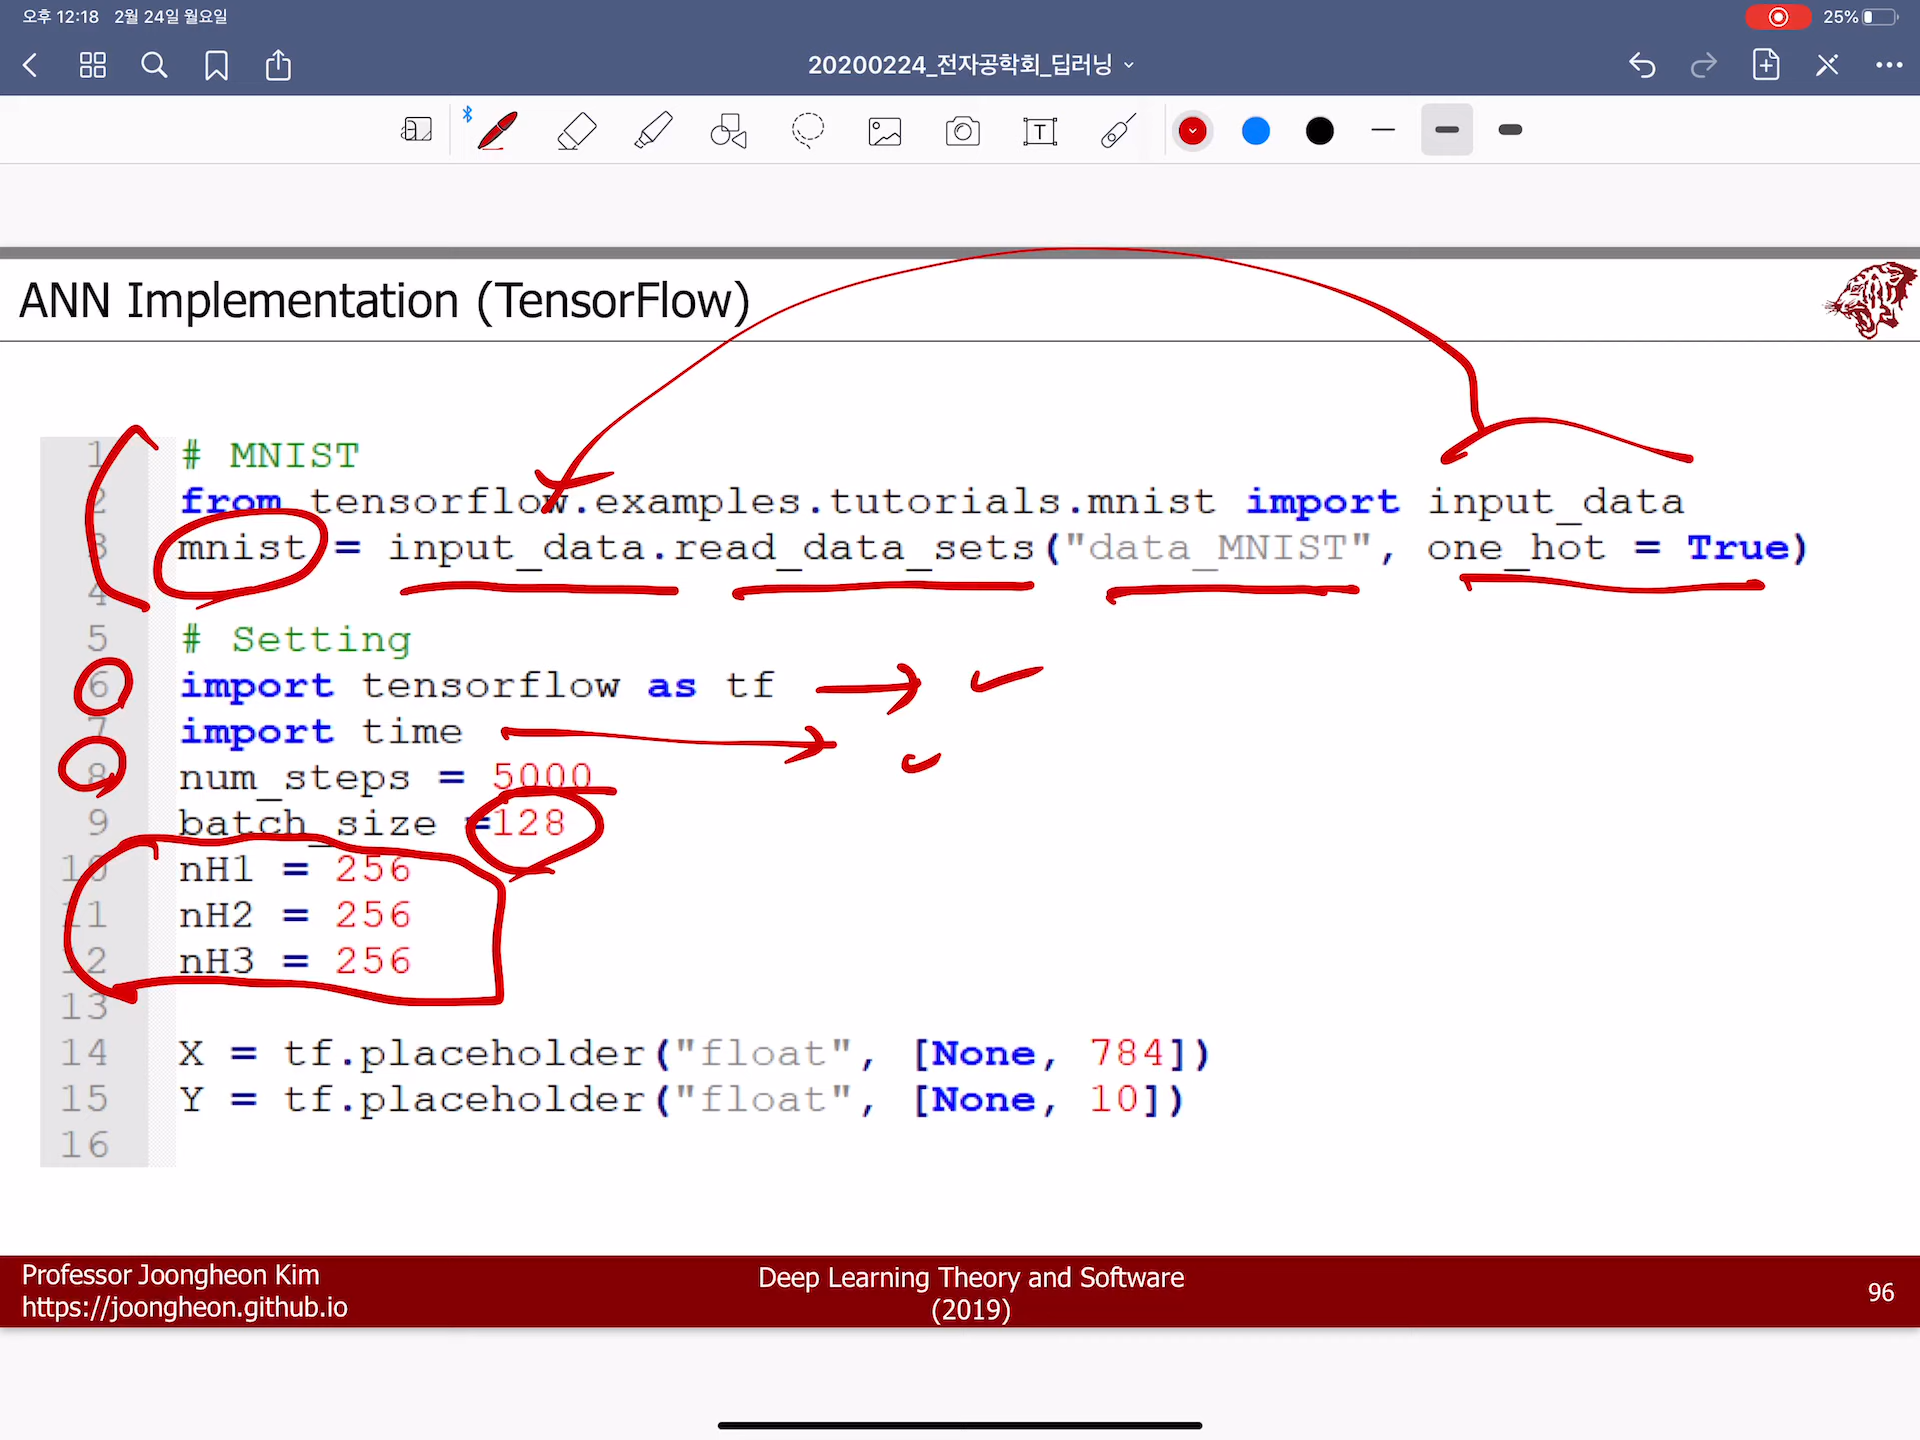 오후 12:18 2월 24일 월요일
25%
20200224_전자공학회_딥러닝
ANN Implementation (TensorFlow)
1 # MNIST
2 from tensorflow.examples.tutorials.mnist import input_data
3 mnist = input_data.read_data_sets("data_MNIST", one_hot = True)
4
5 # Setting
6 import tensorflow as tf
7 import time
8 num_steps = 5000
9 batch_size =128
10 nH1 = 256
11 nH2 = 256
12 nH3 = 256
13
14 X = tf.placeholder("float", [None, 784])
15 Y = tf.placeholder("float", [None, 10])
16
Professor Joongheon Kim
https://joongheon.github.io
Deep Learning Theory and Software
(2019)
96